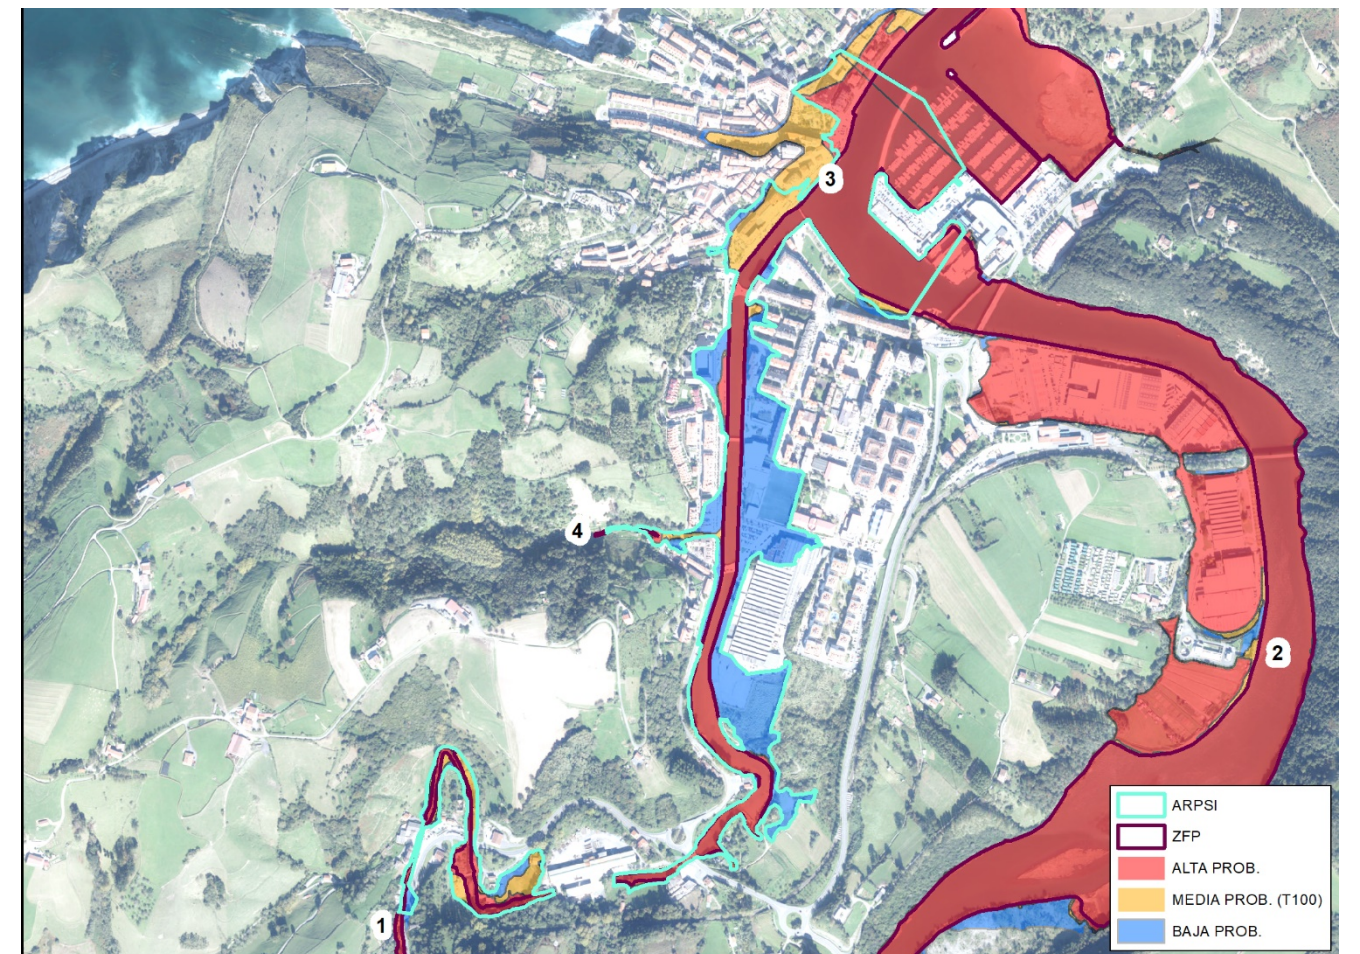 3
4
2
1
ARPSI
ZFP
ALTA PROB.
MEDIA PROB. (T100)
BAJA PROB.